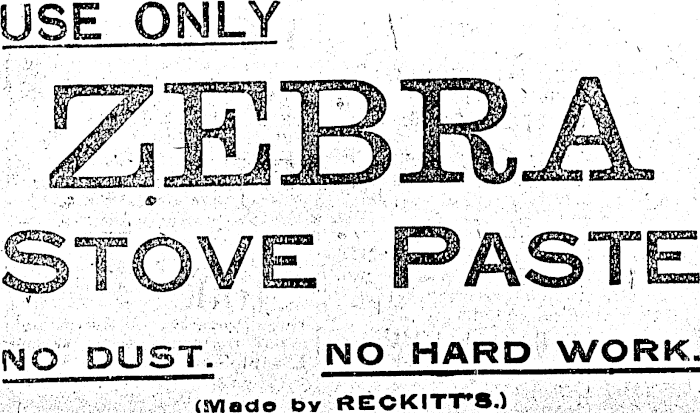 USE ONLY
ZEBRA
STOVE PASTE
NO DUST. NO HARD WORK.
(Made by RECKITT'S.)